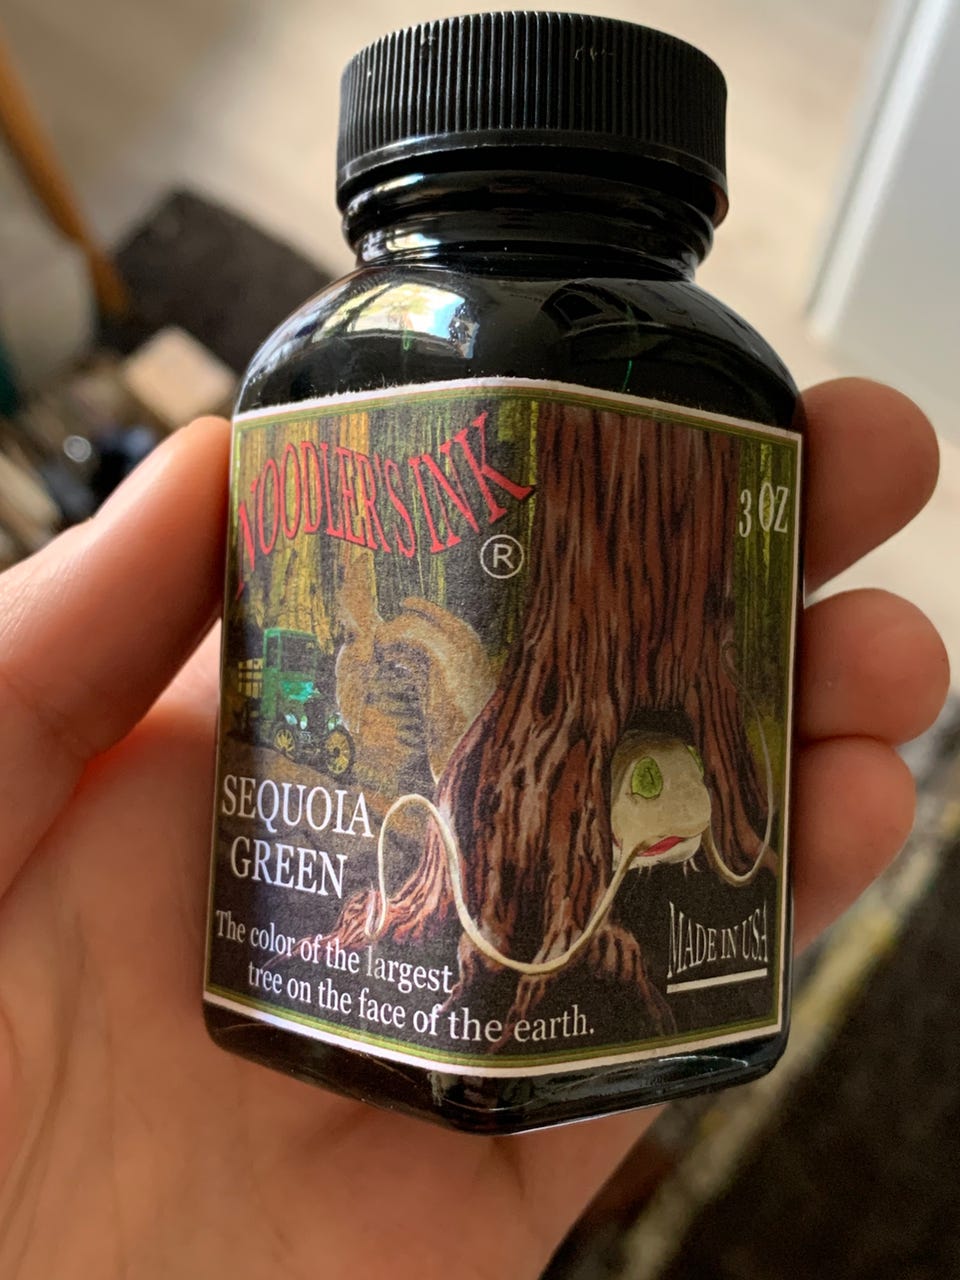 NOODLER'S INK
®
3 OZ
SEQUOIA
GREEN
The color of the largest
tree on the face of the earth.
MADE IN USA